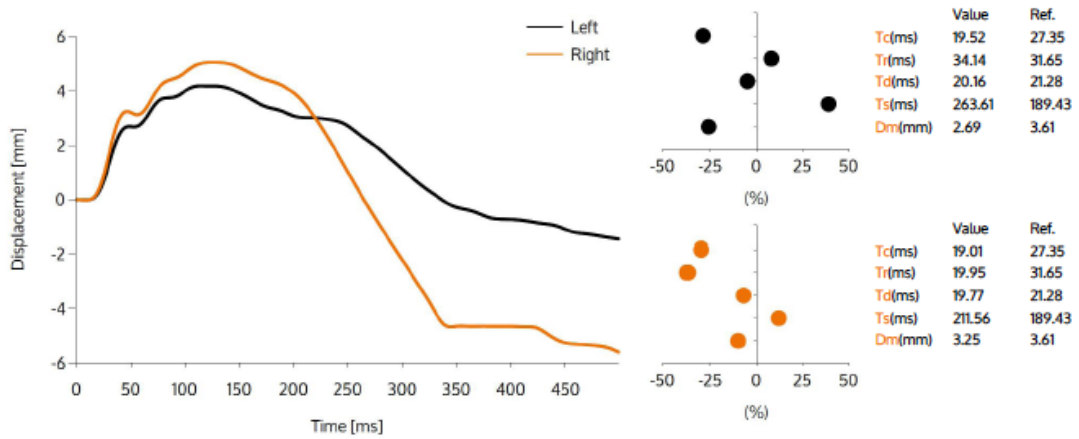 Left
Right
6
4
2
0
-2
-4
-6
Displacement [mm]
0 50 100 150 200 250 300 350 400 450
Time [ms]
-50 -25 0 25 50
(%)
Value Ref.
Tc(ms) 19.52 27.35
Tr(ms) 34.14 31.65
Td(ms) 20.16 21.28
Ts(ms) 263.61 189.43
Dm(mm) 2.69 3.61
-50 -25 0 25 50
(%)
Value Ref.
Tc(ms) 19.01 27.35
Tr(ms) 19.95 31.65
Td(ms) 19.77 21.28
Ts(ms) 211.56 189.43
Dm(mm) 3.25 3.61